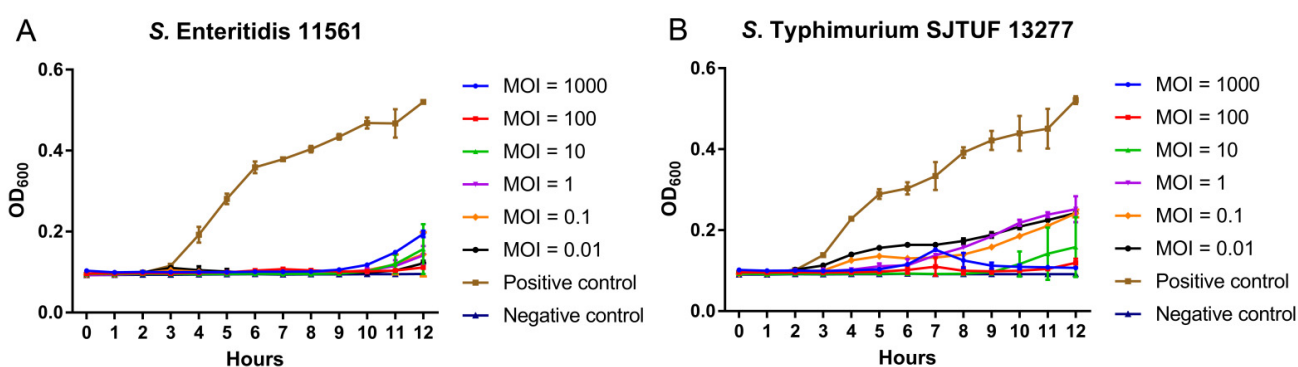 A
S. Enteritidis 11561
OD600
0.6
0.4
0.2
0.0
0 1 2 3 4 5 6 7 8 9 10 11 12
Hours
MOI = 1000
MOI = 100
MOI = 10
MOI = 1
MOI = 0.1
MOI = 0.01
Positive control
Negative control
B
S. Typhimurium SJTUF 13277
OD600
0.6
0.4
0.2
0.0
0 1 2 3 4 5 6 7 8 9 10 11 12
Hours
MOI = 1000
MOI = 100
MOI = 10
MOI = 1
MOI = 0.1
MOI = 0.01
Positive control
Negative control